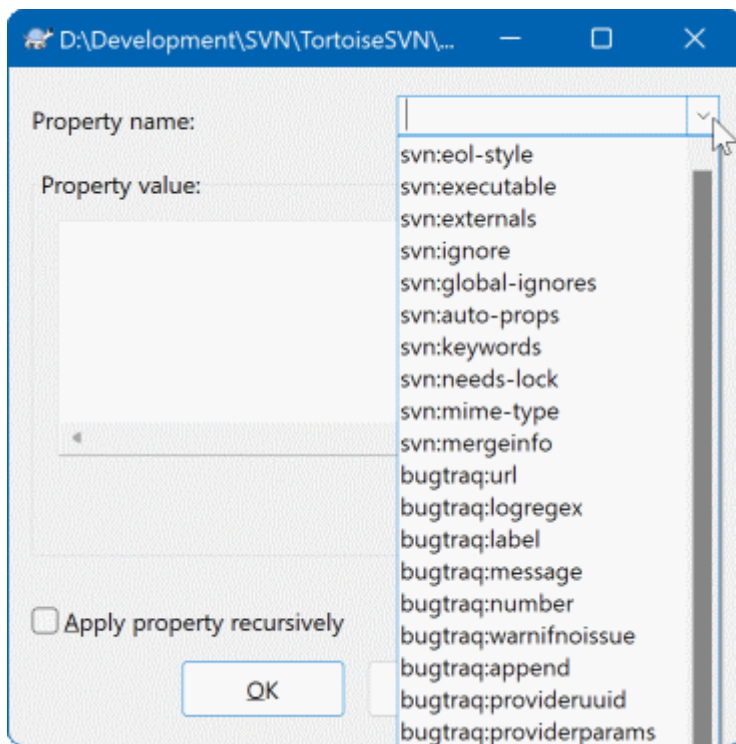 D:\Development\SVN\TortoiseSVN\...
Property name:
svn:eol-style
Property value:
svn:executable
svn:externals
svn:ignore
svn:global-ignores
svn:auto-props
svn:keywords
svn:needs-lock
svn:mime-type
svn:mergeinfo
bugtraq:url
bugtraq:logregex
bugtraq:label
bugtraq:message
bugtraq:number
Apply property recursively
bugtraq:warnifnoissue
bugtraq:append
OK
bugtraq:provideruuid
bugtraq:providerparams